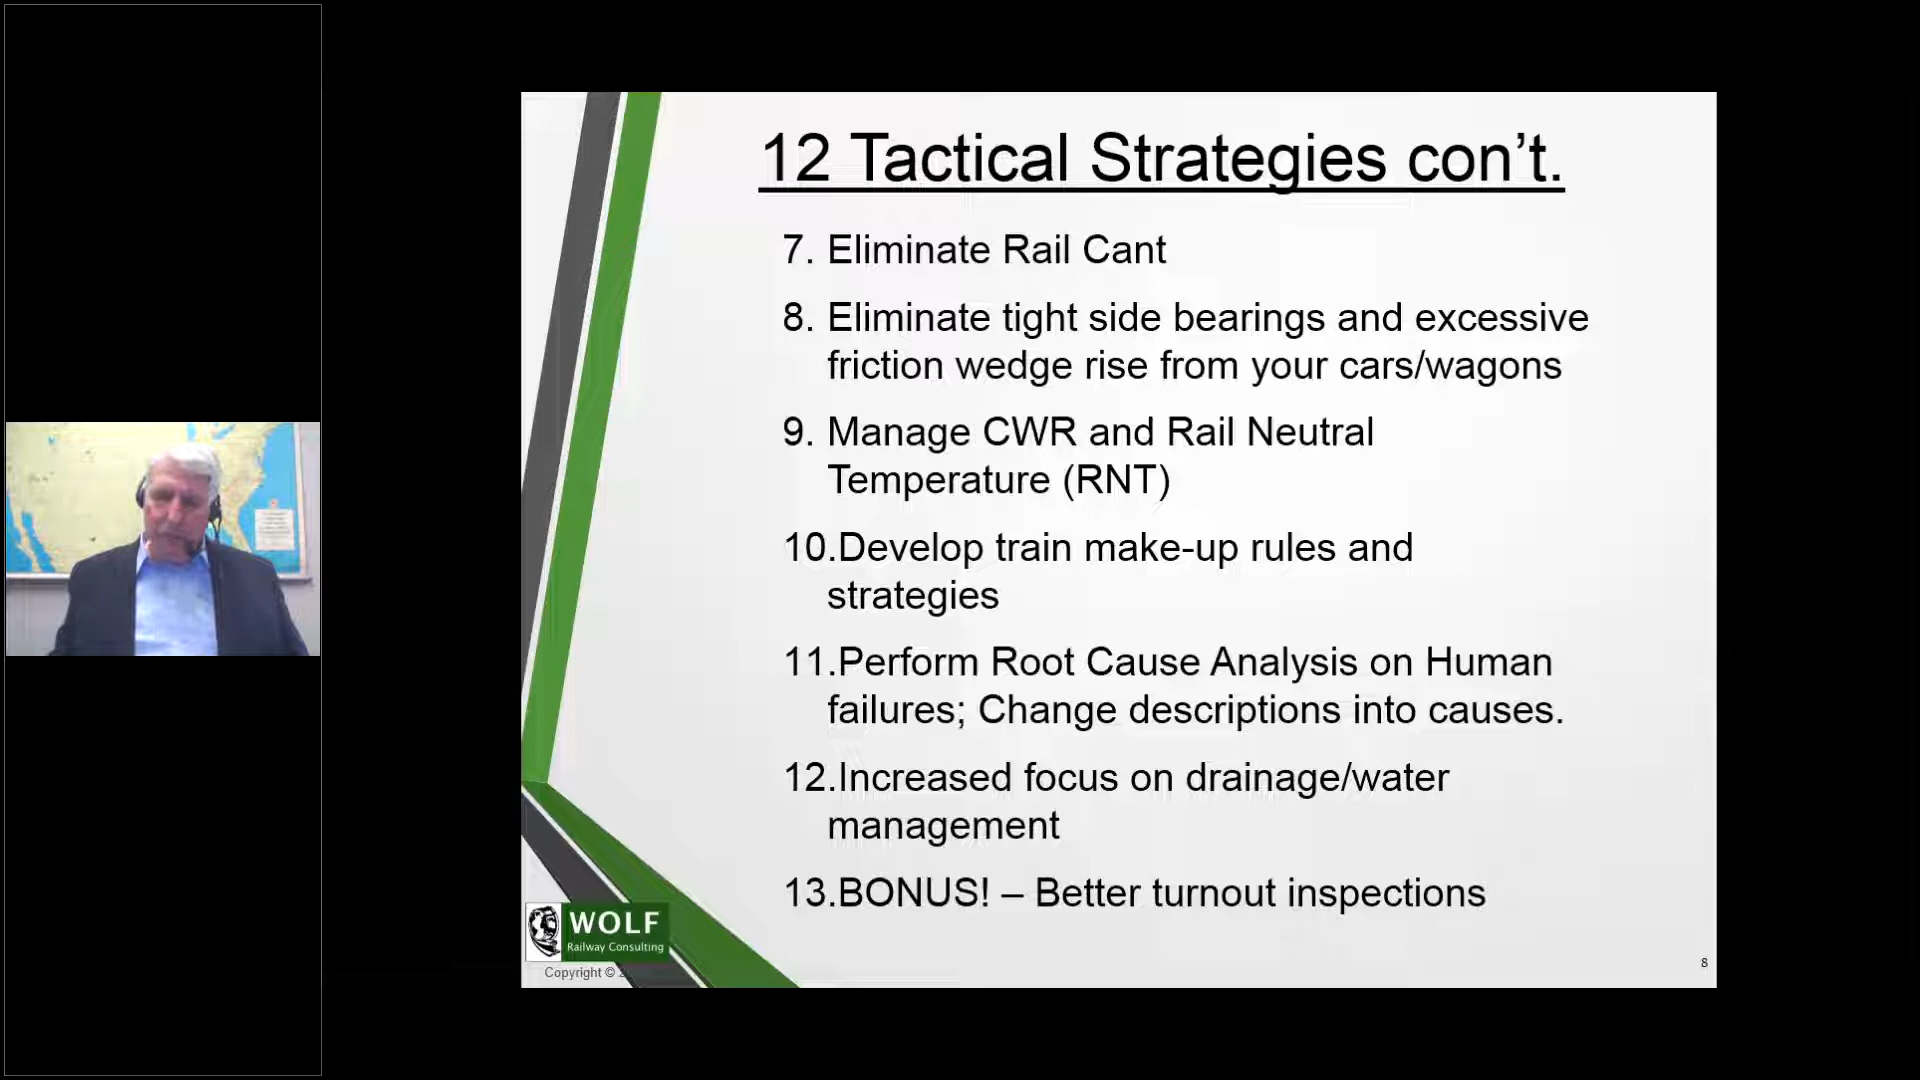 12 Tactical Strategies con’t.
7. Eliminate Rail Cant
8. Eliminate tight side bearings and excessive
friction wedge rise from your cars/wagons
9. Manage CWR and Rail Neutral
Temperature (RNT)
10.Develop train make-up rules and
strategies
11.Perform Root Cause Analysis on Human
failures; Change descriptions into causes.
12.Increased focus on drainage/water
management
13.BONUS! – Better turnout inspections
WOLF
Railway Consulting
Copyright ©
8